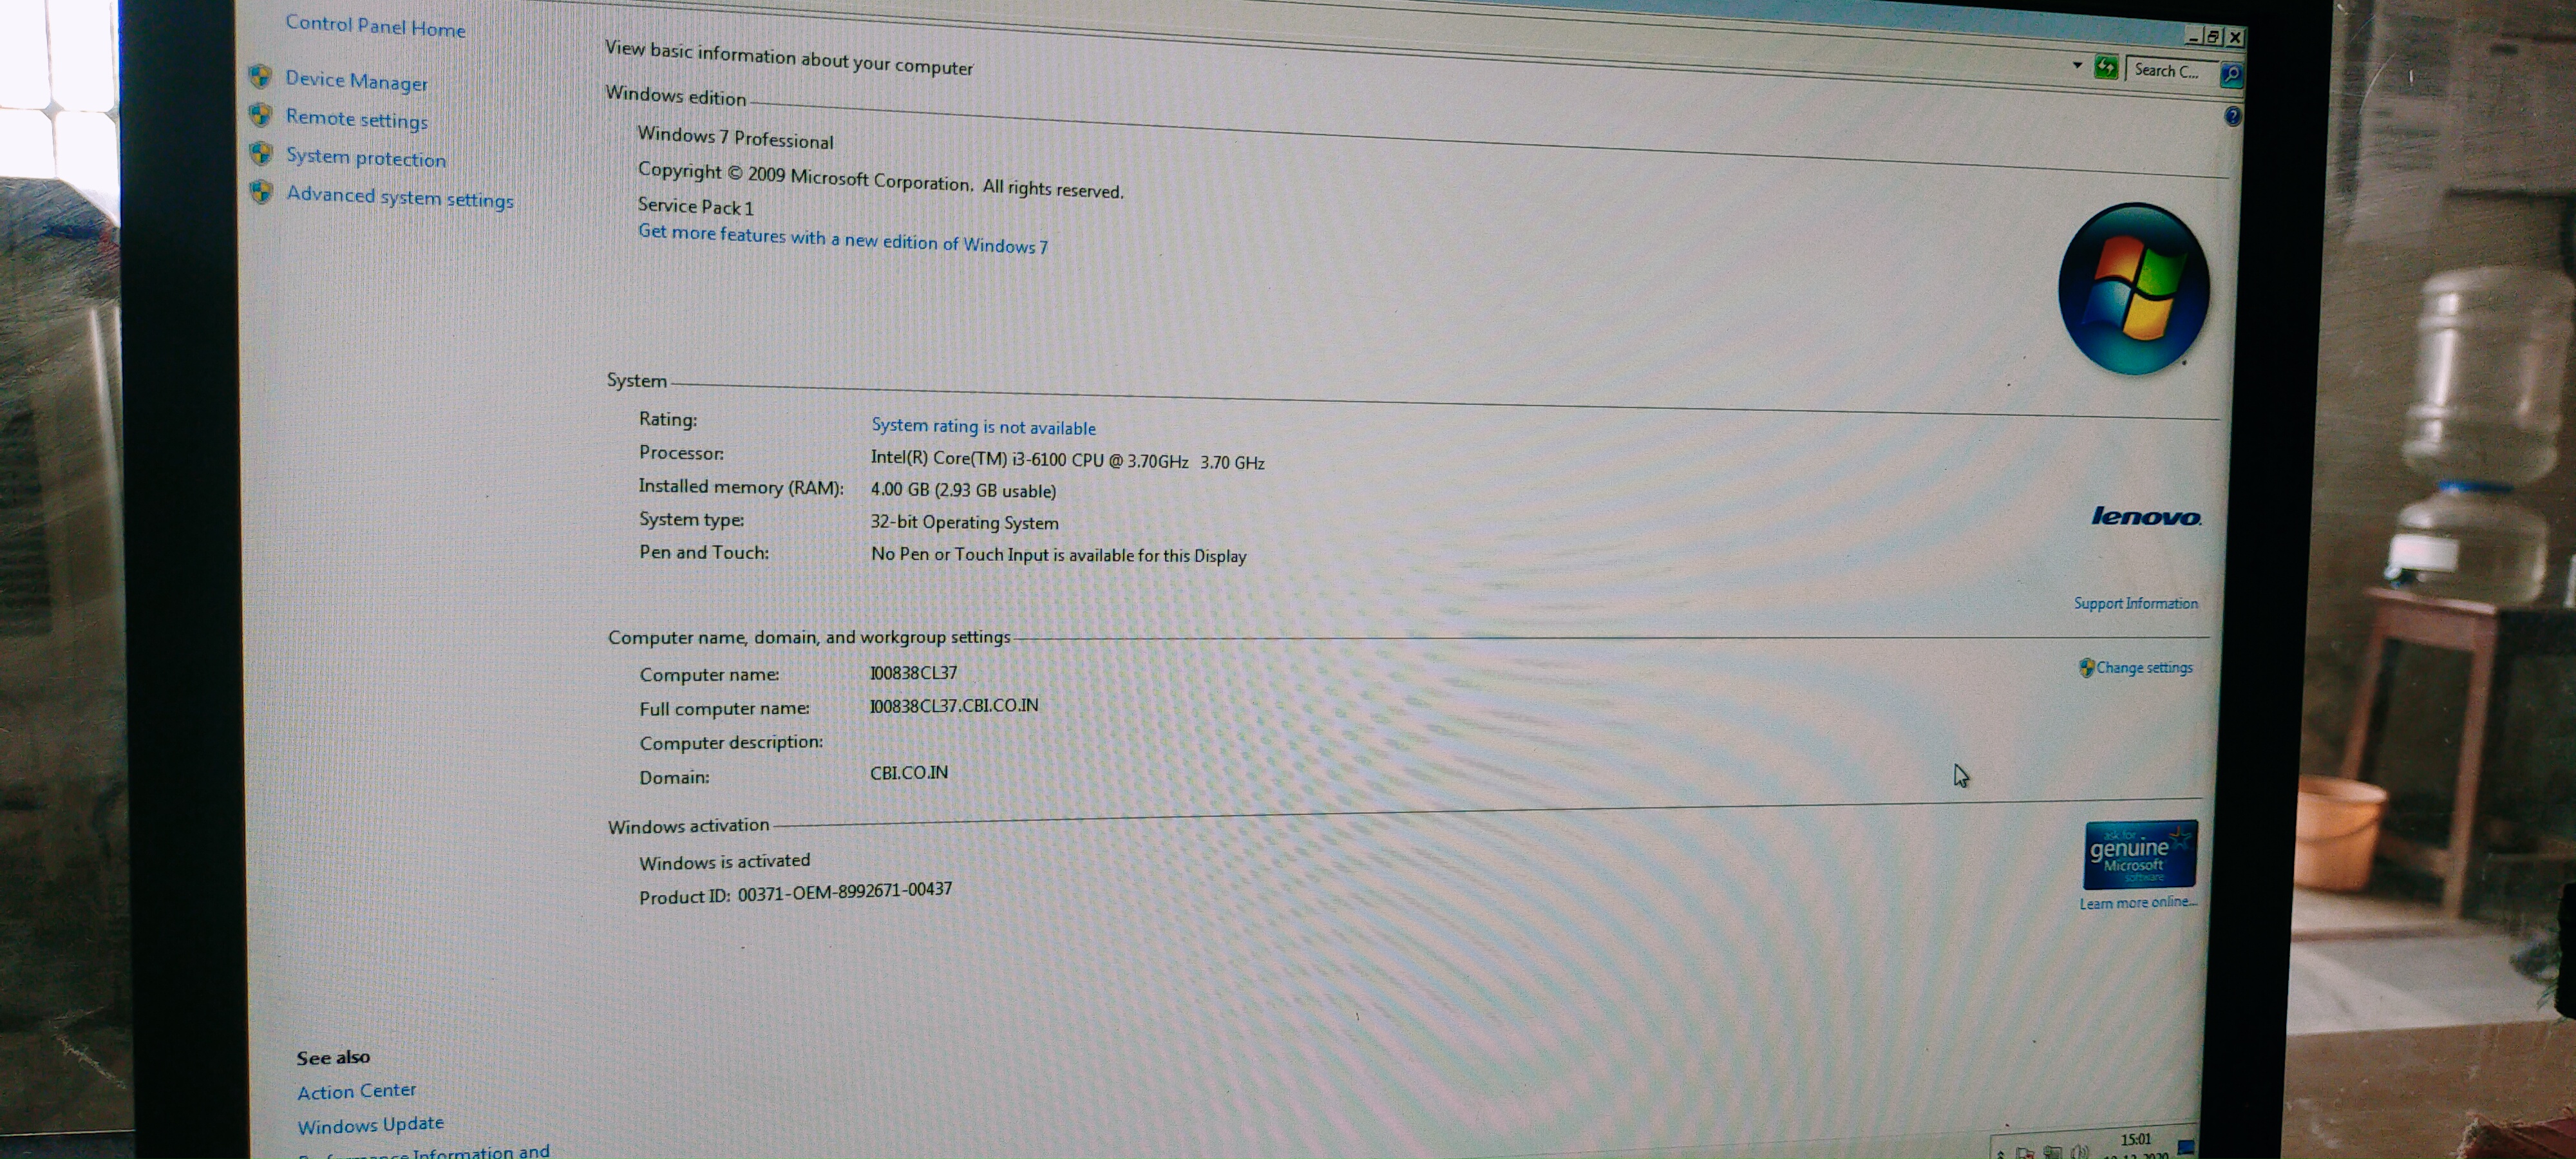 Control Panel Home
Device Manager
Remote settings
System protection
Advanced system settings
Search C...
View basic information about your computer
Windows edition
Windows 7 Professional
Copyright © 2009 Microsoft Corporation. All rights reserved.
Service Pack 1
Get more features with a new edition of Windows 7
System
Rating: System rating is not available
Processor: Intel(R) Core(TM) i3-6100 CPU @ 3.70GHz 3.70 GHz
Installed memory (RAM): 4.00 GB (2.93 GB usable)
System type: 32-bit Operating System
Pen and Touch: No Pen or Touch Input is available for this Display
lenovo
Support Information
Computer name, domain, and workgroup settings
Computer name: I00838CL37
Change settings
Full computer name: I00838CL37.CBI.CO.IN
Computer description:
Domain: CBI.CO.IN
Windows activation
Windows is activated
Product ID: 00371-OEM-8992671-00437
ask for
genuine
Microsoft
software
Learn more online...
See also
Action Center
Windows Update
Information and
15:01